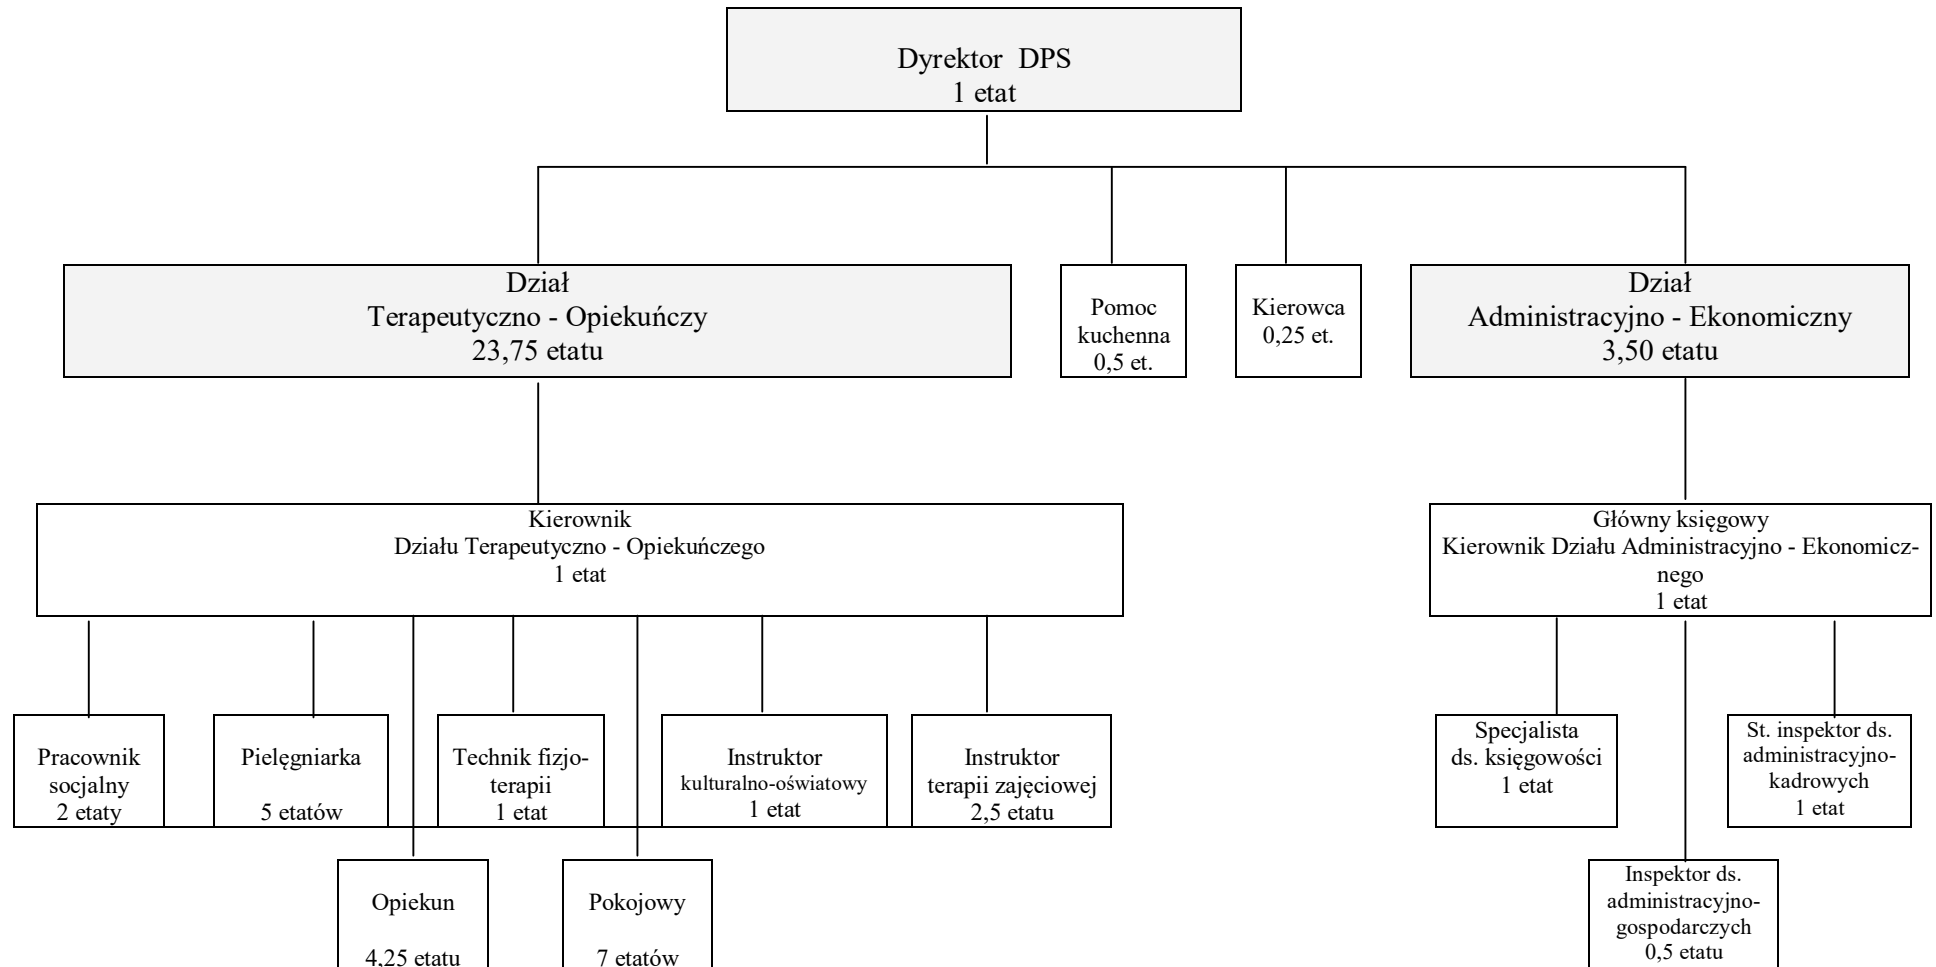 Dyrektor DPS
1 etat
Dział
Terapeutyczno - Opiekuńczy
23,75 etatu
Pomoc
kuchenna
0,5 et.
Kierowca
0,25 et.
Dział
Administracyjno - Ekonomiczny
3,50 etatu
Kierownik
Działu Terapeutyczno - Opiekuńczego
1 etat
Główny księgowy
Kierownik Działu Administracyjno - Ekonomicz-
nego
1 etat
Pracownik
socjalny
2 etaty
Pielęgniarka
5 etatów
Technik fizjo-
terapii
1 etat
Instruktor
kulturalno-oświatowy
1 etat
Instruktor
terapii zajęciowej
2,5 etatu
Specjalista
ds. księgowości
1 etat
St. inspektor ds.
administracyjno-
kadrowych
1 etat
Opiekun
4,25 etatu
Pokojowy
7 etatów
Inspektor ds.
administracyjno-
gospodarczych
0,5 etatu